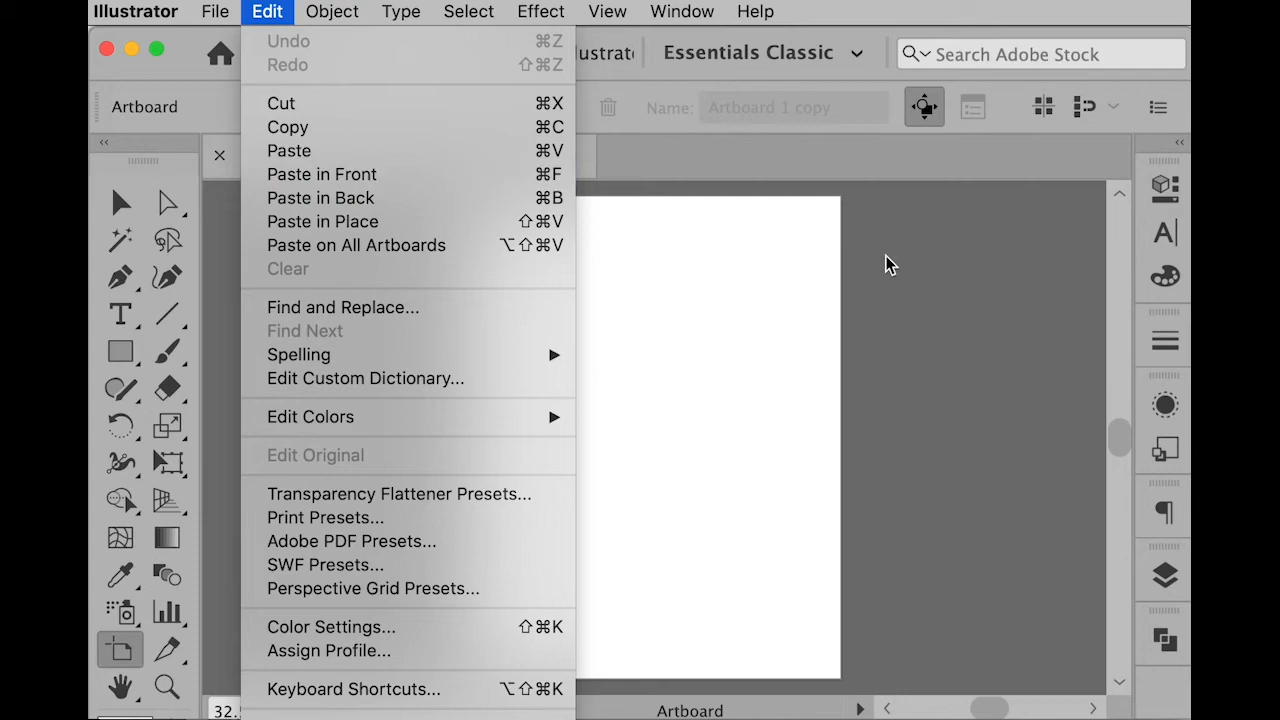 Illustrator File Edit Object Type Select Effect View Window Help
Undo ⌘Z
Redo ⇧⌘Z
lustrat Essentials Classic Search Adobe Stock
Artboard Name: Artboard 1 copy
Cut ⌘X
Copy ⌘C
Paste ⌘V
Paste in Front ⌘F
Paste in Back ⌘B
Paste in Place ⇧⌘V
Paste on All Artboards ⌥⇧⌘V
Clear
Find and Replace...
Find Next
Spelling
Edit Custom Dictionary...
Edit Colors
Edit Original
Transparency Flattener Presets...
Print Presets...
Adobe PDF Presets...
SWF Presets...
Perspective Grid Presets...
Color Settings... ⇧⌘K
Assign Profile...
Keyboard Shortcuts... ⌥⇧⌘K
32. Artboard